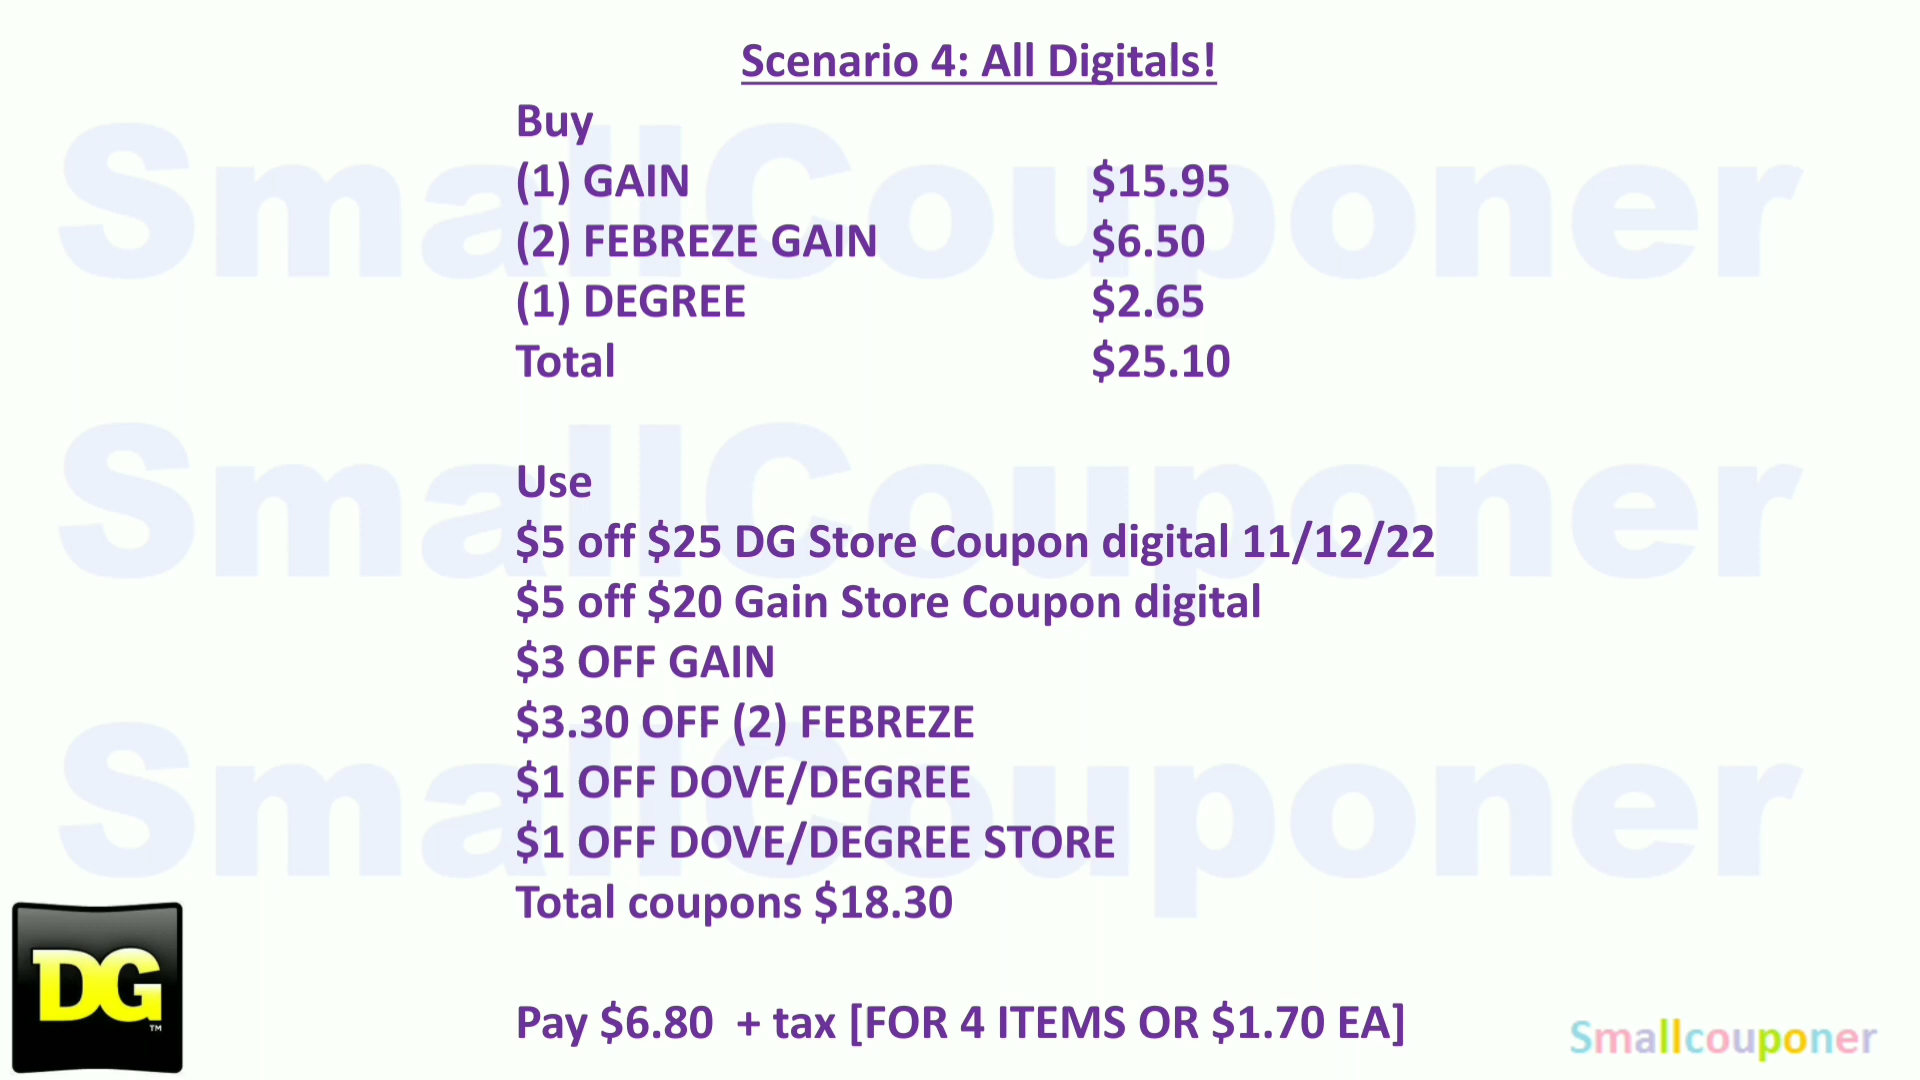 Scenario 4: All Digitals!
Buy
(1) GAIN $15.95
(2) FEBREZE GAIN $6.50
(1) DEGREE $2.65
Total $25.10
Use
$5 off $25 DG Store Coupon digital 11/12/22
$5 off $20 Gain Store Coupon digital
$3 OFF GAIN
$3.30 OFF (2) FEBREZE
$1 OFF DOVE/DEGREE
$1 OFF DOVE/DEGREE STORE
Total coupons $18.30
Pay $6.80 + tax [FOR 4 ITEMS OR $1.70 EA]
SmallCouponer
SmallCouponer
SmallCouponer
DG™
Smallcouponer